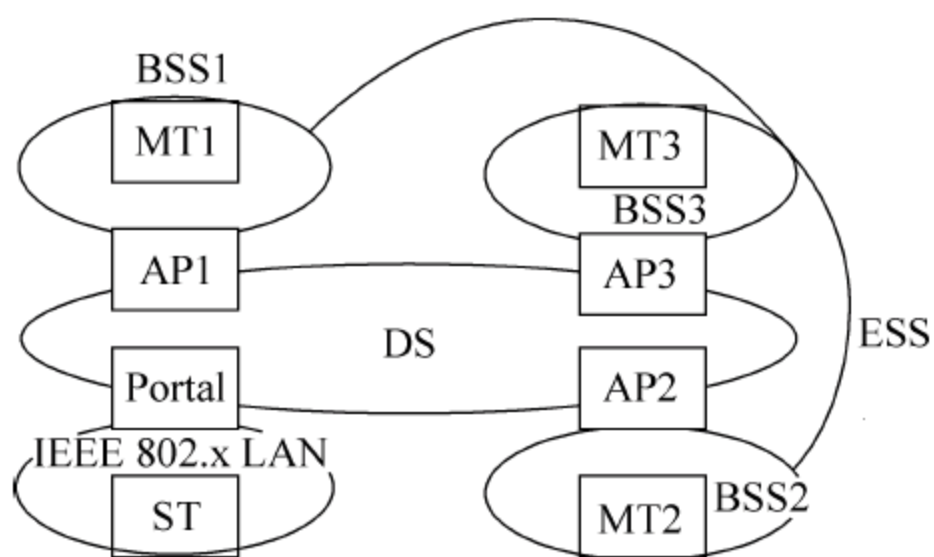 BSS1
MT1
MT3
BSS3
AP1
AP3
DS
ESS
Portal
AP2
IEEE 802.x LAN
BSS2
ST
MT2